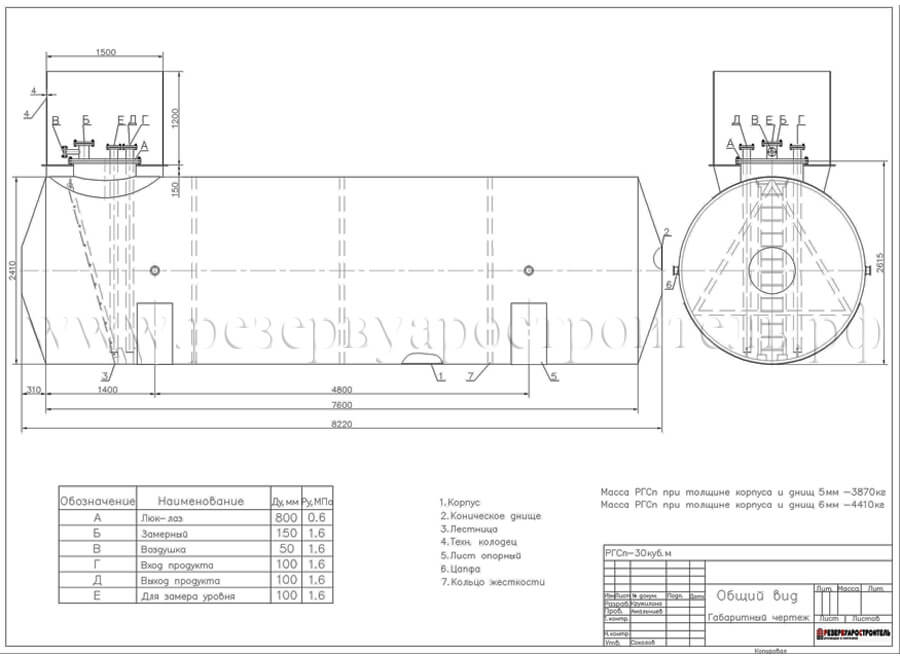 1500
4
4
В
Б
Е
Д
Г
А
1200
150
Д
В
Е
Б
Г
А
2410
2
6
2615
www.резервуаростроитель.рф
3
1
7
5
310
1400
4800
7600
8220
Обозначение Наименование Ду, мм Ру, МПа
А Люк-лаз 800 0.6
Б Замерный 150 1.6
В Воздушка 50 1.6
Г Вход продукта 100 1.6
Д Выход продукта 100 1.6
Е Для замера уровня 100 1.6
1.Корпус
2.Коническое днище
3.Лестница
4.Техн. колодец
5.Лист опорный
6.Цапфа
7.Кольцо жесткости
Масса РГСп при толщине корпуса и днищ 5мм –3870кг
Масса РГСп при толщине корпуса и днищ 6мм –4410кг
РГСп–30куб.м
Изм Лист № докум. Подп. Дата
Разраб.
Пров.
Т.контр.
Н.контр.
Утв. Соколов
Общий вид
Габаритный чертеж
Лит. Масса Лит.
Лист Листов
РЕЗЕРВУАРОСТРОИТЕЛЬ
Копировал